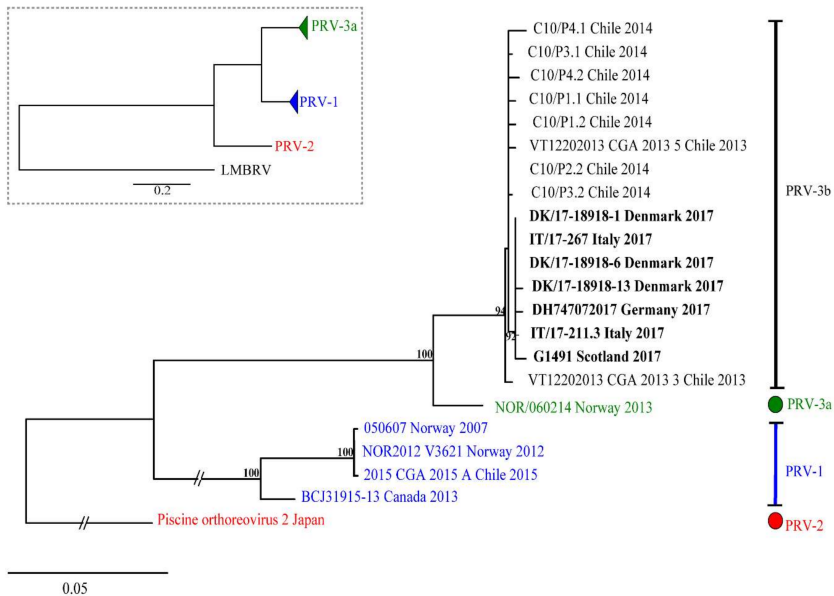 PRV-3a
PRV-1
PRV-2
LMBRV
0.2
C10/P4.1 Chile 2014
C10/P3.1 Chile 2014
C10/P4.2 Chile 2014
C10/P1.1 Chile 2014
C10/P1.2 Chile 2014
VT12202013 CGA 2013 5 Chile 2013
C10/P2.2 Chile 2014
C10/P3.2 Chile 2014
DK/17-18918-1 Denmark 2017
IT/17-267 Italy 2017
DK/17-18918-6 Denmark 2017
DK/17-18918-13 Denmark 2017
DH747072017 Germany 2017
IT/17-211.3 Italy 2017
G1491 Scotland 2017
VT12202013 CGA 2013 3 Chile 2013
NOR/060214 Norway 2013
050607 Norway 2007
NOR2012 V3621 Norway 2012
2015 CGA 2015 A Chile 2015
BCJ31915-13 Canada 2013
Piscine orthoreovirus 2 Japan
94
92
100
100
100
PRV-3b
PRV-3a
PRV-1
PRV-2
0.05